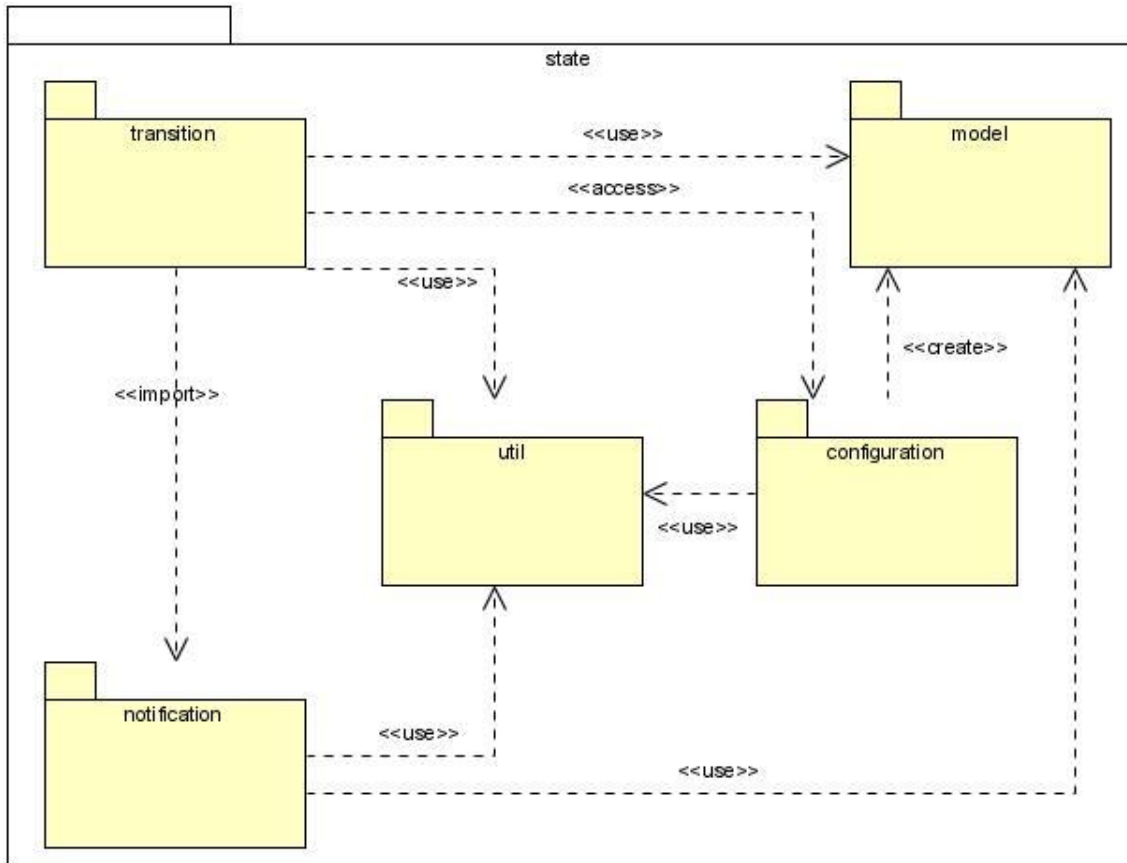 state
transition
<<use>>
model
<<access>>
<<use>>
<<create>>
<<import>>
util
configuration
<<use>>
notification
<<use>>
<<use>>